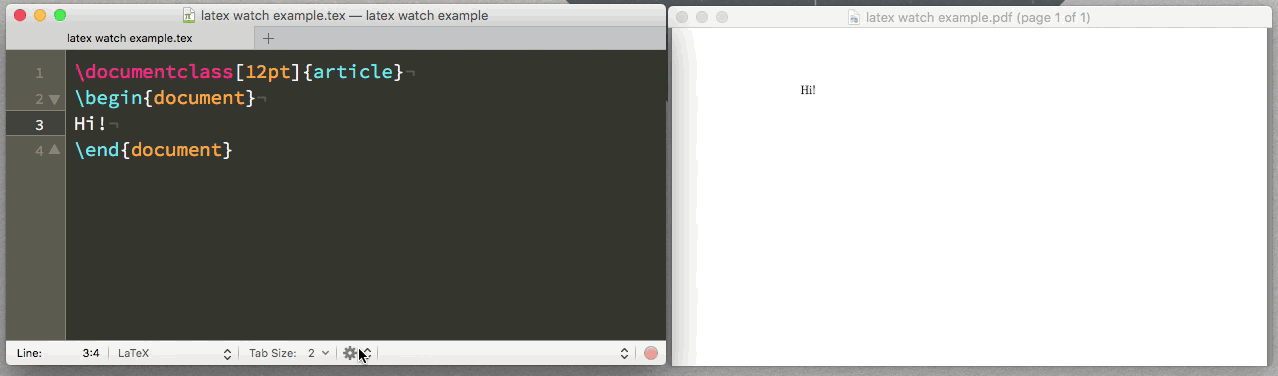 latex watch example.tex — latex watch example
latex watch example.tex +
1 \documentclass[12pt]{article}¬
2 \begin{document}¬
3 Hi!¬
4 \end{document}
Line: 3:4 LaTeX Tab Size: 2
latex watch example.pdf (page 1 of 1)
Hi!